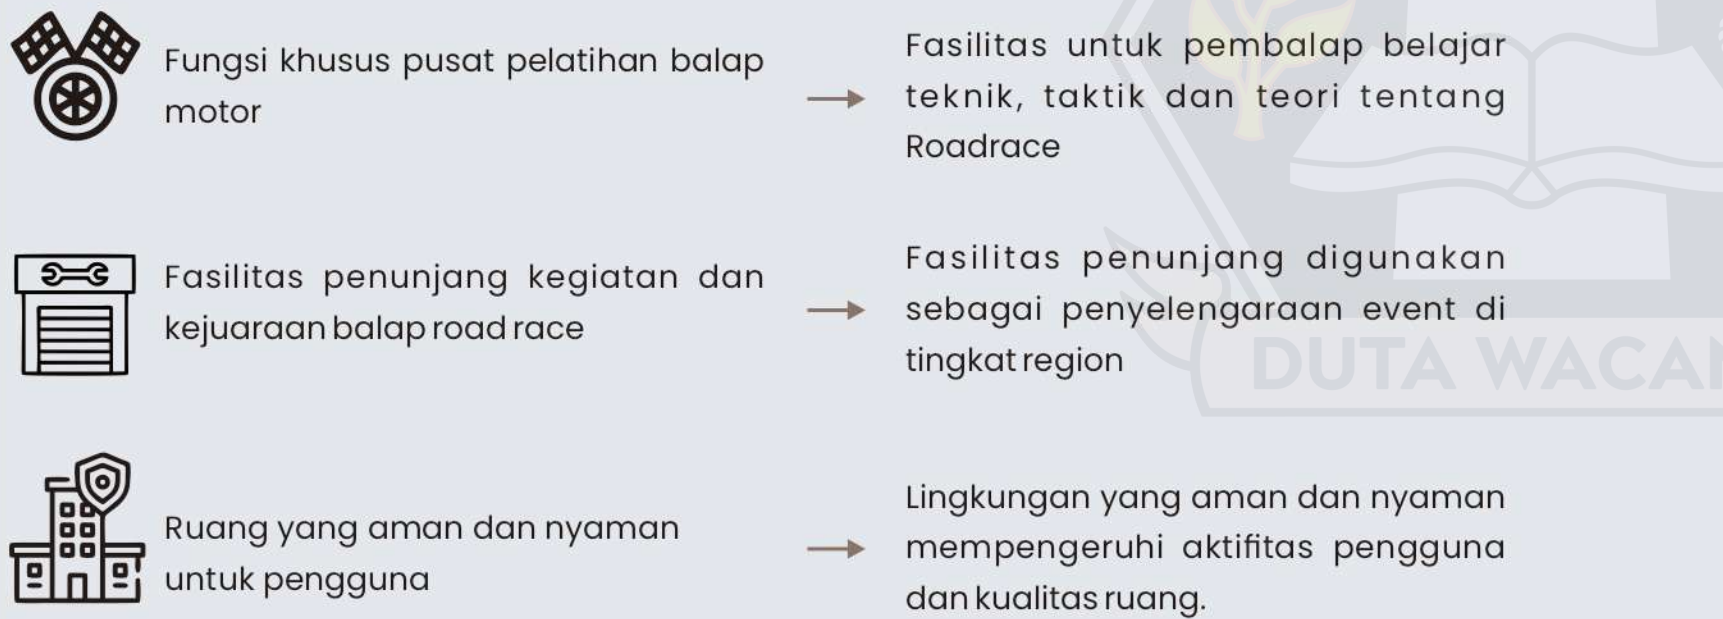 Fungsi khusus pusat pelatihan balap
motor
Fasilitas untuk pembalap belajar
teknik, taktik dan teori tentang
Roadrace
Fasilitas penunjang kegiatan dan
kejuaraan balap road race
Fasilitas penunjang digunakan
sebagai penyelengaraan event di
tingkat region
DUTA WACAN
Ruang yang aman dan nyaman
untuk pengguna
Lingkungan yang aman dan nyaman
mempengeruhi aktifitas pengguna
dan kualitas ruang.